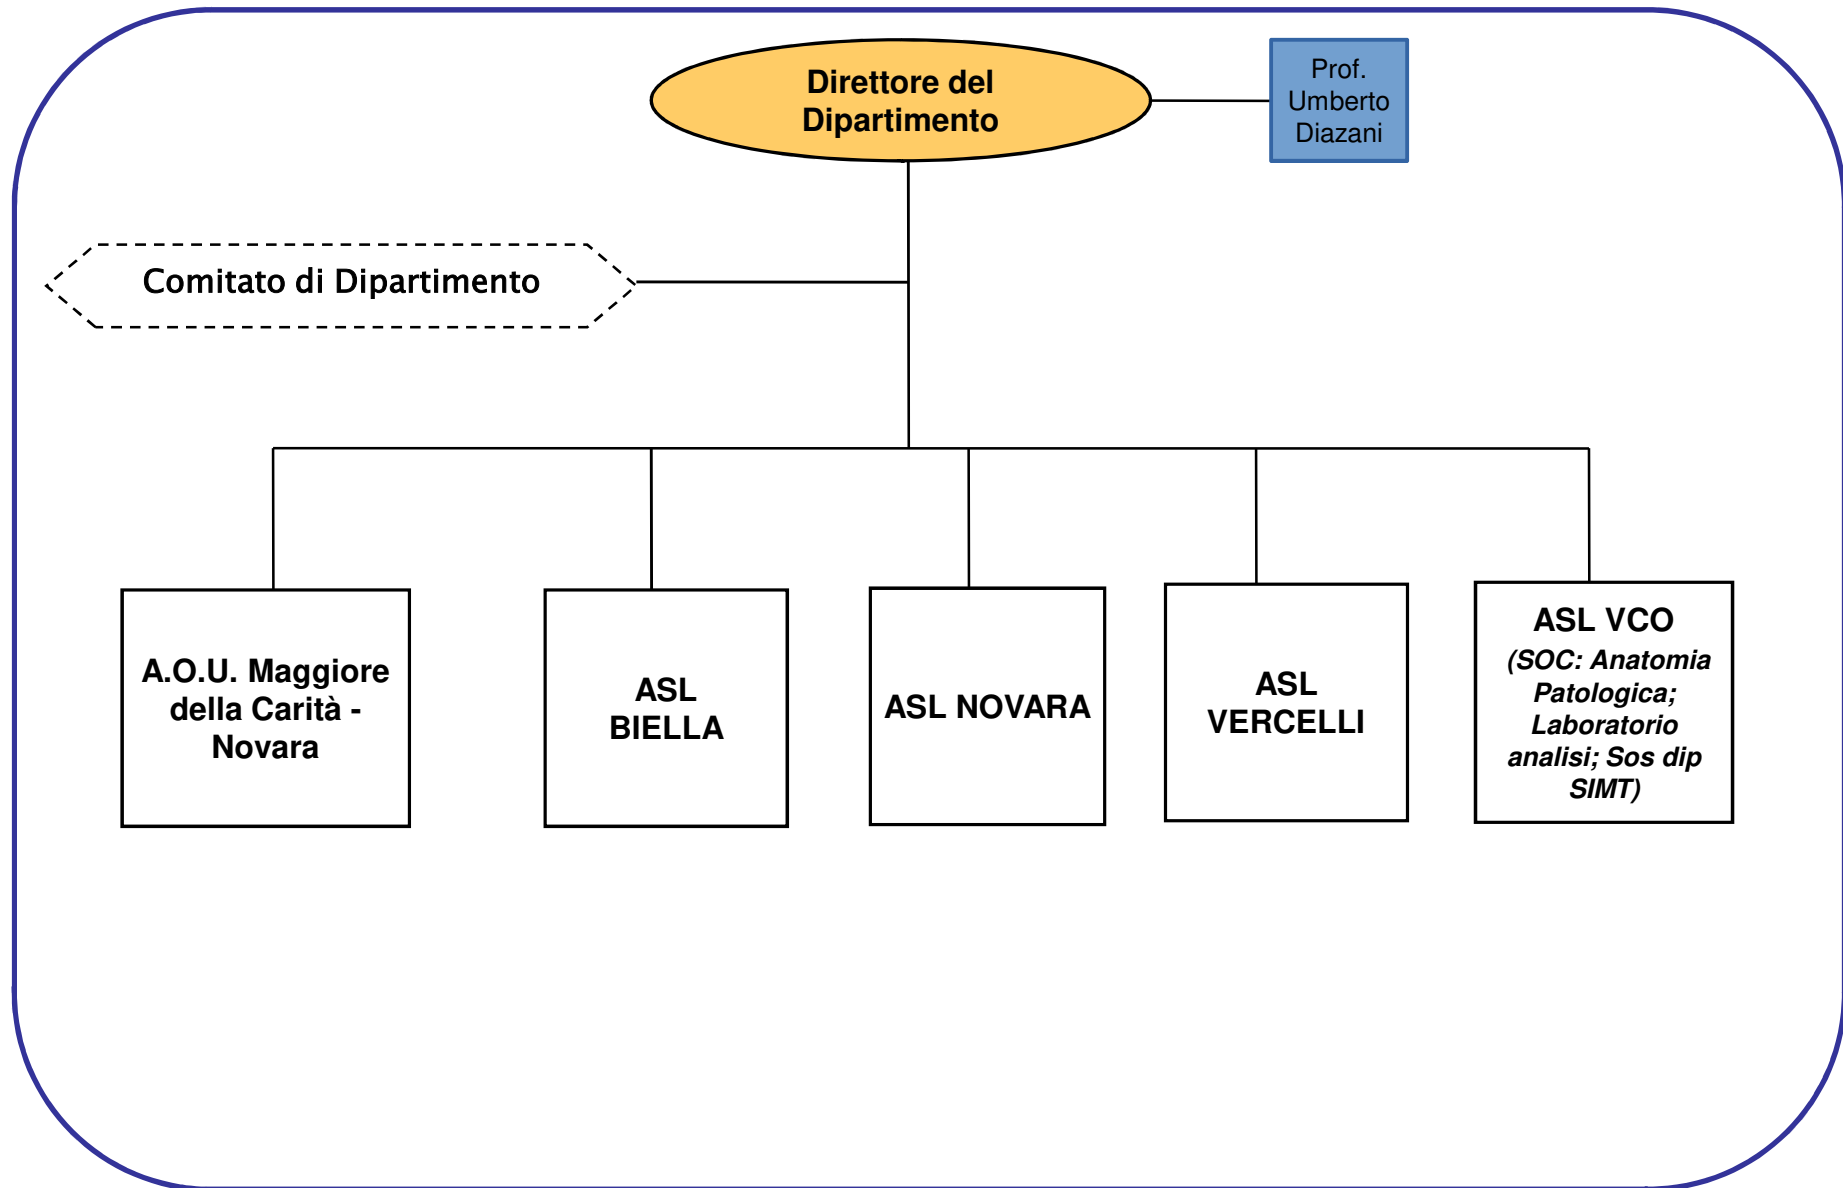 Direttore del
Dipartimento
Prof.
Umberto
Diazani
Comitato di Dipartimento
A.O.U. Maggiore
della Carità -
Novara
ASL
BIELLA
ASL NOVARA
ASL
VERCELLI
ASL VCO
(SOC: Anatomia
Patologica;
Laboratorio
analisi; Sos dip
SIMT)